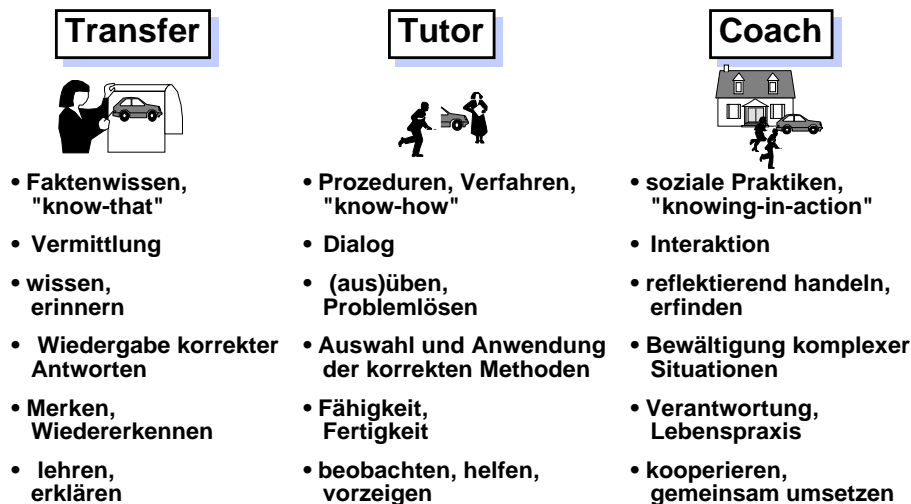 Transfer
• Faktenwissen,
"know-that"
• Vermittlung
• wissen,
erinnern
• Wiedergabe korrekter
Antworten
• Merken,
Wiedererkennen
• lehren,
erklären
Tutor
• Prozeduren, Verfahren,
"know-how"
• Dialog
• (aus)üben,
Problemlösen
• Auswahl und Anwendung
der korrekten Methoden
• Fähigkeit,
Fertigkeit
• beobachten, helfen,
vorzeigen
Coach
• soziale Praktiken,
"knowing-in-action"
• Interaktion
• reflektierend handeln,
erfinden
• Bewältigung komplexer
Situationen
• Verantwortung,
Lebenspraxis
• kooperieren,
gemeinsam umsetzen